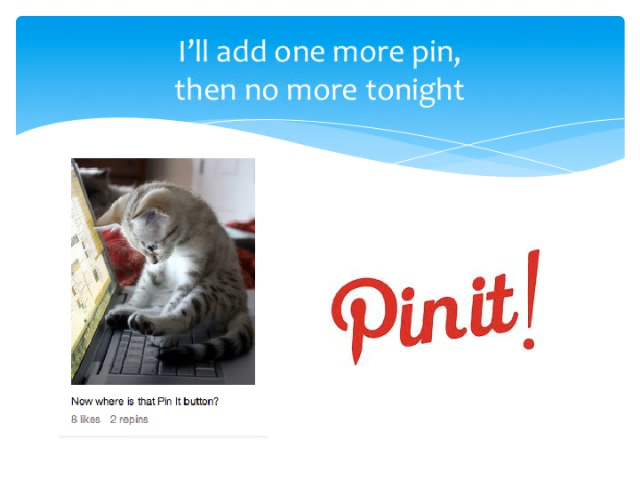 I’ll add one more pin,
then no more tonight
Now where is that Pin It button?
8 likes 2 repins
Pinit!